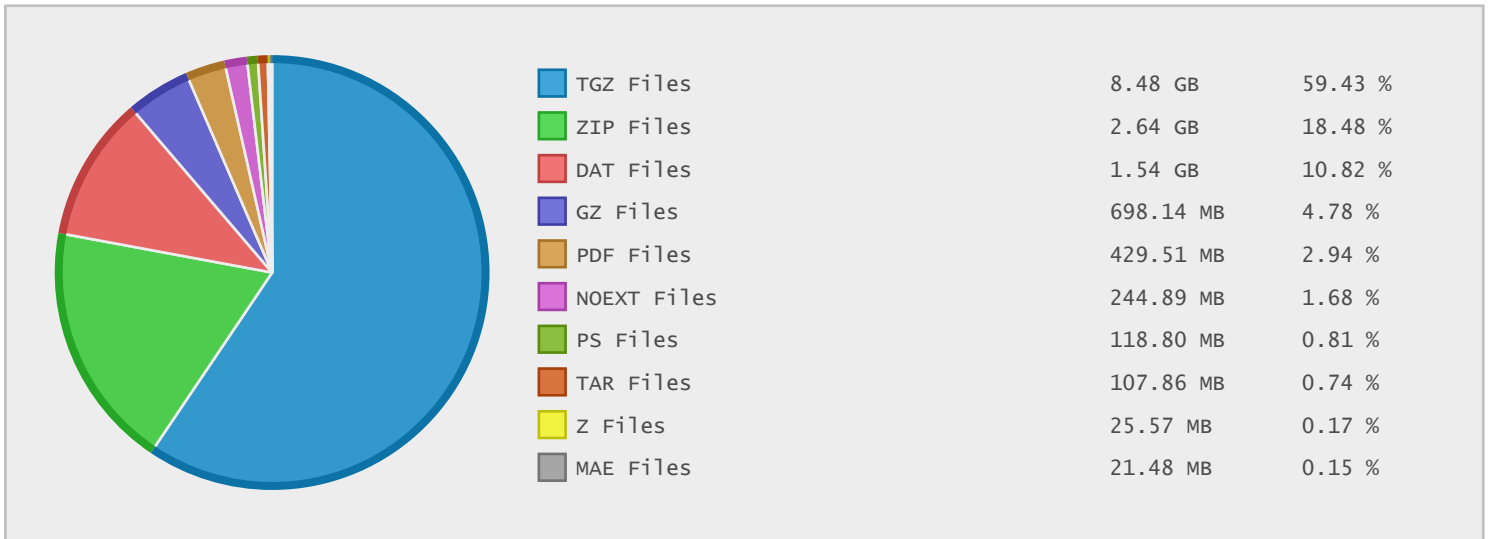 TGZ Files 8.48 GB 59.43 %
ZIP Files 2.64 GB 18.48 %
DAT Files 1.54 GB 10.82 %
GZ Files 698.14 MB 4.78 %
PDF Files 429.51 MB 2.94 %
NOEXT Files 244.89 MB 1.68 %
PS Files 118.80 MB 0.81 %
TAR Files 107.86 MB 0.74 %
Z Files 25.57 MB 0.17 %
MAE Files 21.48 MB 0.15 %